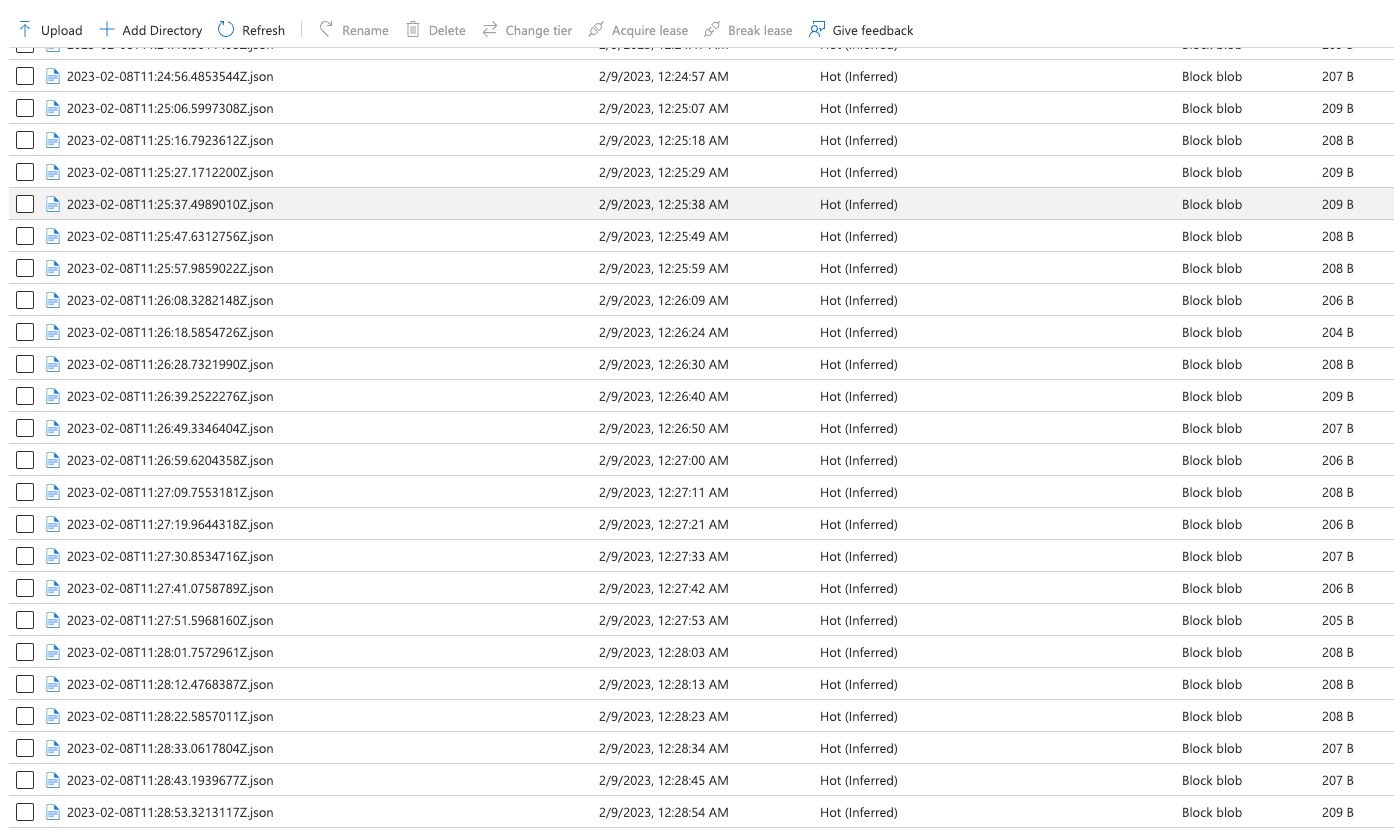 Upload Add Directory Refresh Rename Delete Change tier Acquire lease Break lease Give feedback
2023-02-08T11:24:56.4853544Z.json 2/9/2023, 12:24:57 AM Hot (Inferred) Block blob 207 B
2023-02-08T11:25:06.5997308Z.json 2/9/2023, 12:25:07 AM Hot (Inferred) Block blob 209 B
2023-02-08T11:25:16.7923612Z.json 2/9/2023, 12:25:18 AM Hot (Inferred) Block blob 208 B
2023-02-08T11:25:27.1712200Z.json 2/9/2023, 12:25:29 AM Hot (Inferred) Block blob 209 B
2023-02-08T11:25:37.4989010Z.json 2/9/2023, 12:25:38 AM Hot (Inferred) Block blob 209 B
2023-02-08T11:25:47.6312756Z.json 2/9/2023, 12:25:49 AM Hot (Inferred) Block blob 208 B
2023-02-08T11:25:57.9859022Z.json 2/9/2023, 12:25:59 AM Hot (Inferred) Block blob 208 B
2023-02-08T11:26:08.3282148Z.json 2/9/2023, 12:26:09 AM Hot (Inferred) Block blob 206 B
2023-02-08T11:26:18.5854726Z.json 2/9/2023, 12:26:24 AM Hot (Inferred) Block blob 204 B
2023-02-08T11:26:28.7321990Z.json 2/9/2023, 12:26:30 AM Hot (Inferred) Block blob 208 B
2023-02-08T11:26:39.2522276Z.json 2/9/2023, 12:26:40 AM Hot (Inferred) Block blob 209 B
2023-02-08T11:26:49.3346404Z.json 2/9/2023, 12:26:50 AM Hot (Inferred) Block blob 207 B
2023-02-08T11:26:59.6204358Z.json 2/9/2023, 12:27:00 AM Hot (Inferred) Block blob 206 B
2023-02-08T11:27:09.7553181Z.json 2/9/2023, 12:27:11 AM Hot (Inferred) Block blob 208 B
2023-02-08T11:27:19.9644318Z.json 2/9/2023, 12:27:21 AM Hot (Inferred) Block blob 206 B
2023-02-08T11:27:30.8534716Z.json 2/9/2023, 12:27:33 AM Hot (Inferred) Block blob 207 B
2023-02-08T11:27:41.0758789Z.json 2/9/2023, 12:27:42 AM Hot (Inferred) Block blob 206 B
2023-02-08T11:27:51.5968160Z.json 2/9/2023, 12:27:53 AM Hot (Inferred) Block blob 205 B
2023-02-08T11:28:01.7572961Z.json 2/9/2023, 12:28:03 AM Hot (Inferred) Block blob 208 B
2023-02-08T11:28:12.4768387Z.json 2/9/2023, 12:28:13 AM Hot (Inferred) Block blob 208 B
2023-02-08T11:28:22.5857011Z.json 2/9/2023, 12:28:23 AM Hot (Inferred) Block blob 208 B
2023-02-08T11:28:33.0617804Z.json 2/9/2023, 12:28:34 AM Hot (Inferred) Block blob 207 B
2023-02-08T11:28:43.1939677Z.json 2/9/2023, 12:28:45 AM Hot (Inferred) Block blob 207 B
2023-02-08T11:28:53.3213117Z.json 2/9/2023, 12:28:54 AM Hot (Inferred) Block blob 209 B